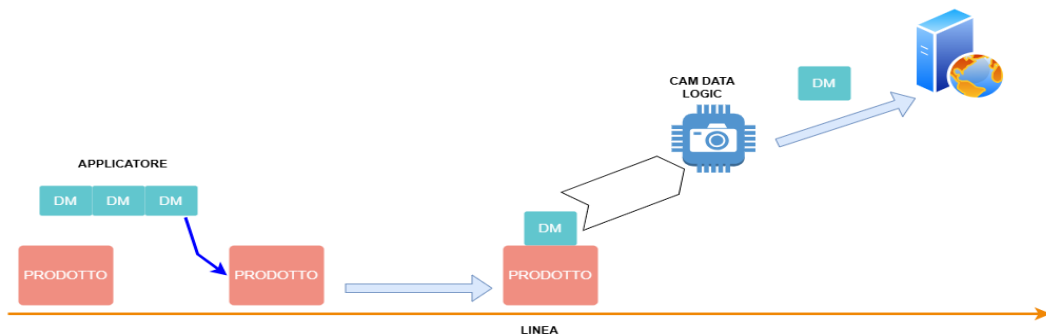 CAM DATA
LOGIC
DM
APPLICATORE
DM DM DM
DM
PRODOTTO PRODOTTO PRODOTTO
LINEA